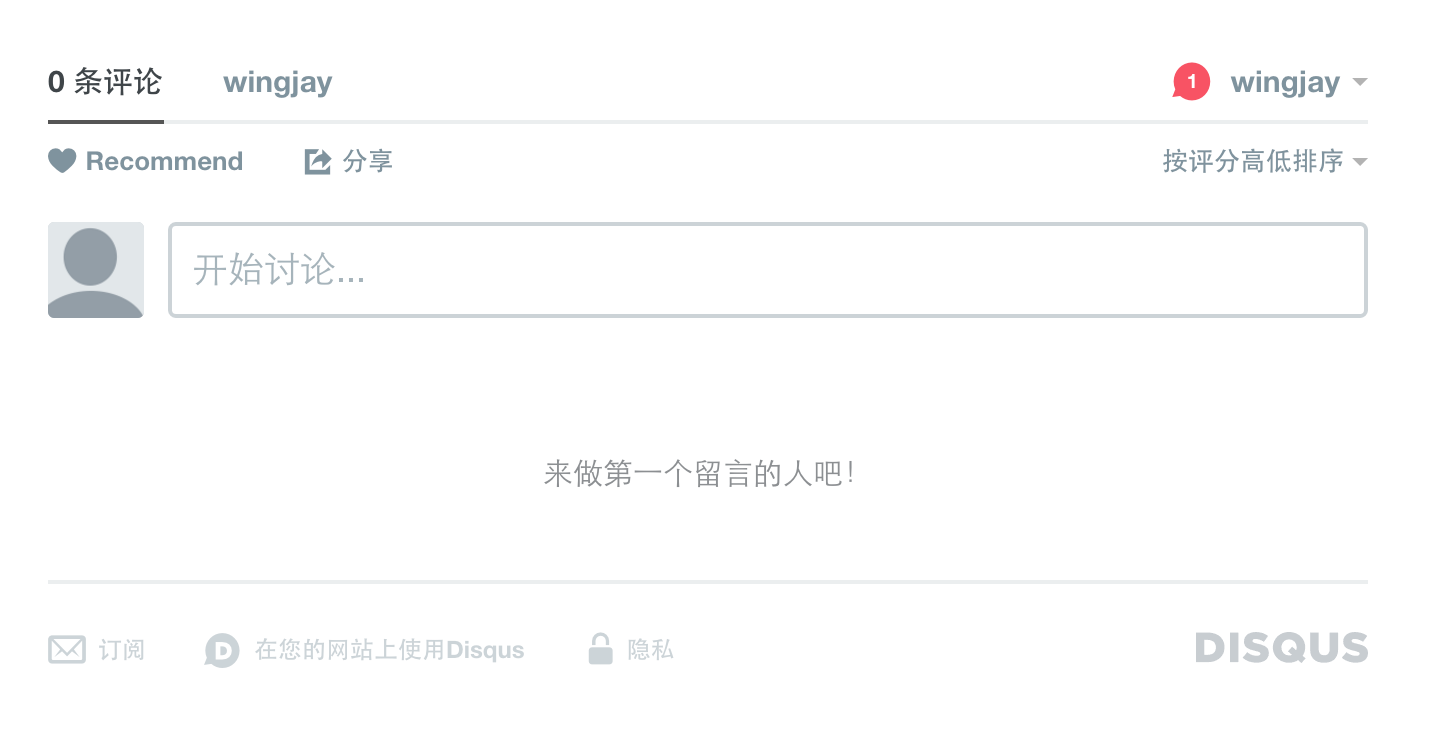 0 条评论 wingjay 1 wingjay
Recommend 分享 按评分高低排序
开始讨论...
来做第一个留言的人吧！
订阅 D 在您的网站上使用Disqus 隐私 DISQUS